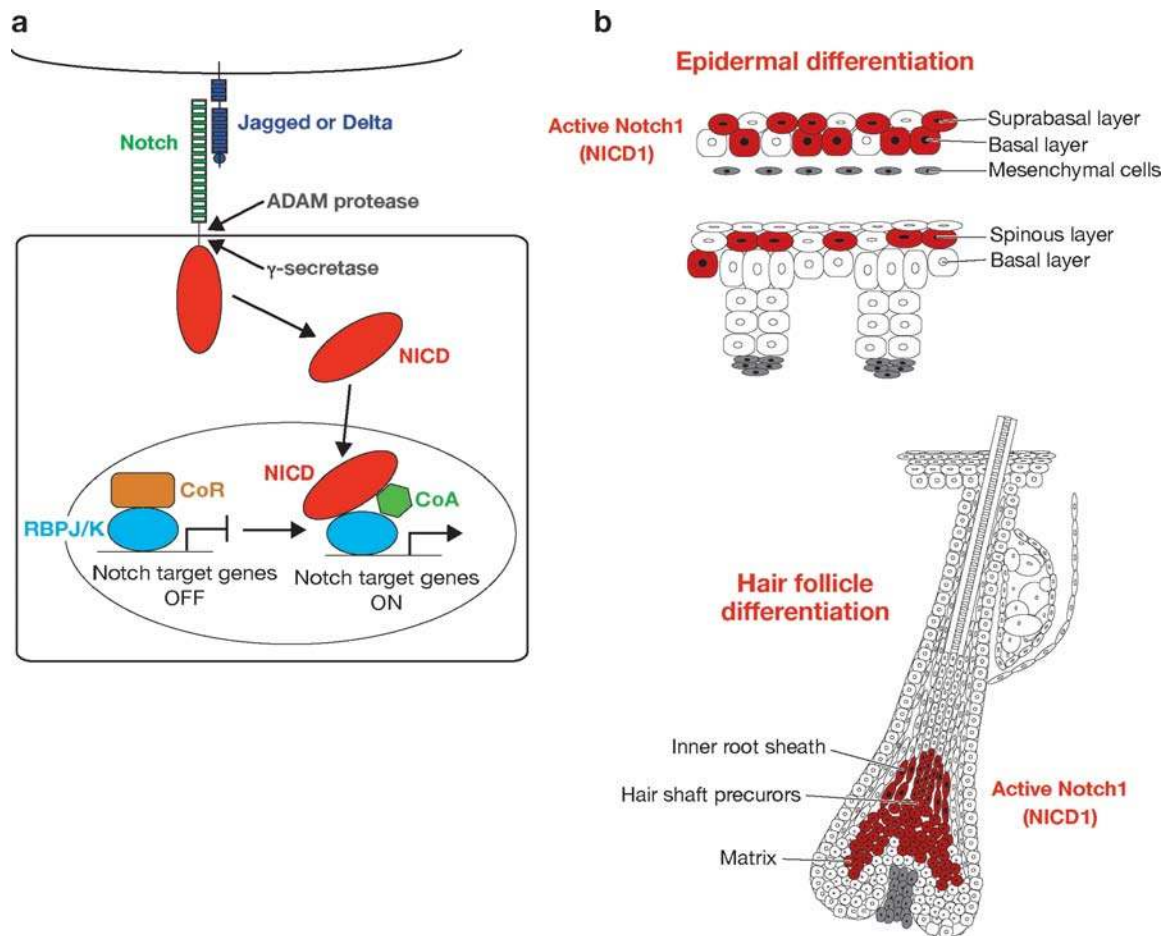 a
Notch
Jagged or Delta
ADAM protease
γ-secretase
NICD
NICD
CoR
CoA
RBPJ/K
Notch target genes
OFF
Notch target genes
ON
b
Epidermal differentiation
Active Notch1
(NICD1)
Suprabasal layer
Basal layer
Mesenchymal cells
Spinous layer
Basal layer
Hair follicle
differentiation
Inner root sheath
Hair shaft precurors
Matrix
Active Notch1
(NICD1)